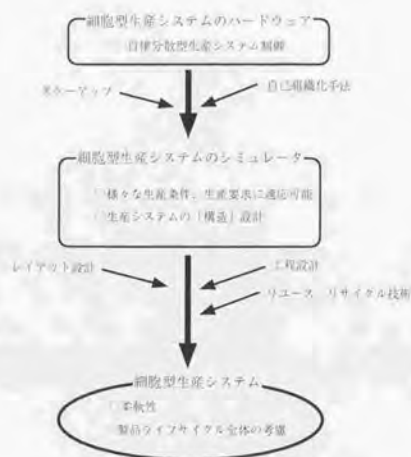 細胞型生産システムのハードウェア
自律分散型生産システム制御
スケーアップ
自己組織化手法
細胞型生産システムのシミュレータ
○様々な生産条件、生産要求に適応可能
○生産システムの「構造」設計
レイアウト設計
工程設計
リユース リサイクル技術
細胞型生産システム
○柔軟性
製品ライフサイクル全体の考慮